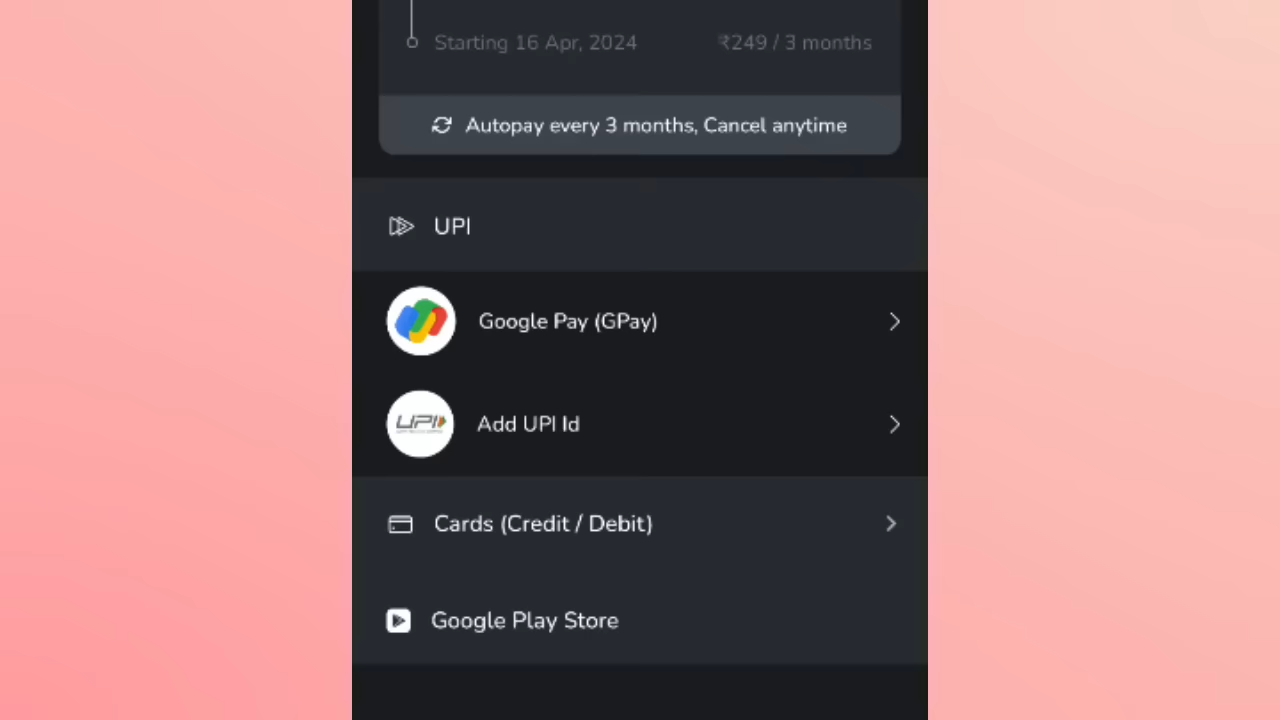 Starting 16 Apr, 2024 ₹249 / 3 months
Autopay every 3 months, Cancel anytime
UPI
Google Pay (GPay)
UPI
Add UPI Id
Cards (Credit / Debit)
Google Play Store